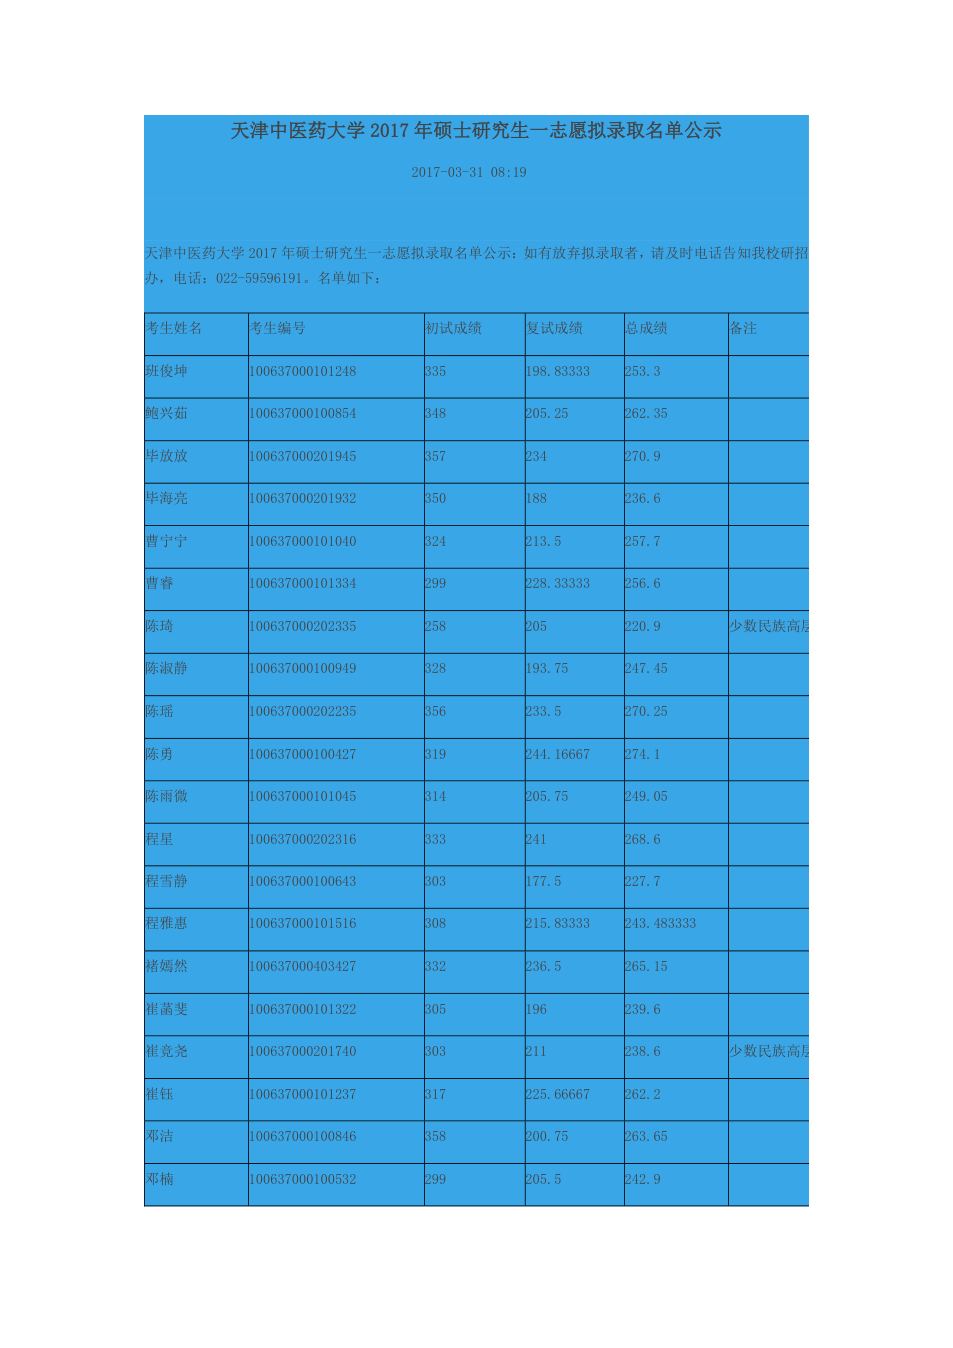 天津中医药大学 2017 年硕士研究生一志愿拟录取名单公示
2017-03-31 08:19
天津中医药大学 2017 年硕士研究生一志愿拟录取名单公示：如有放弃拟录取者，请及时电话告知我校研招
办，电话：022-59596191。名单如下：
考生姓名 考生编号 初试成绩 复试成绩 总成绩 备注
班俊坤 100637000101248 335 198.83333 253.3
鲍兴茹 100637000100854 348 205.25 262.35
毕放放 100637000201945 357 234 270.9
毕海亮 100637000201932 350 188 236.6
曹宁宁 100637000101040 324 213.5 257.7
曹睿 100637000101334 299 228.33333 256.6
陈琦 100637000202335 258 205 220.9 少数民族高层
陈淑静 100637000100949 328 193.75 247.45
陈瑶 100637000202235 356 233.5 270.25
陈勇 100637000100427 319 244.16667 274.1
陈雨微 100637000101045 314 205.75 249.05
程星 100637000202316 333 241 268.6
程雪静 100637000100643 303 177.5 227.7
程雅惠 100637000101516 308 215.83333 243.483333
褚嫣然 100637000403427 332 236.5 265.15
崔菡斐 100637000101322 305 196 239.6
崔竞尧 100637000201740 303 211 238.6 少数民族高层
崔钰 100637000101237 317 225.66667 262.2
邓洁 100637000100846 358 200.75 263.65
邓楠 100637000100532 299 205.5 242.9